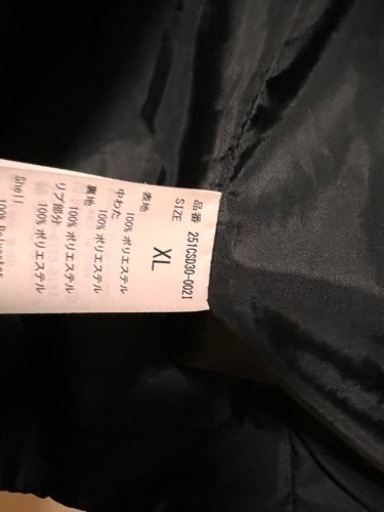 品番 251CSD30-002I
SIZE XL
表地
100% ポリエステル
中わた
100% ポリエステル
裏地
100% ポリエステル
リブ部分
100% ポリエステル
Shell